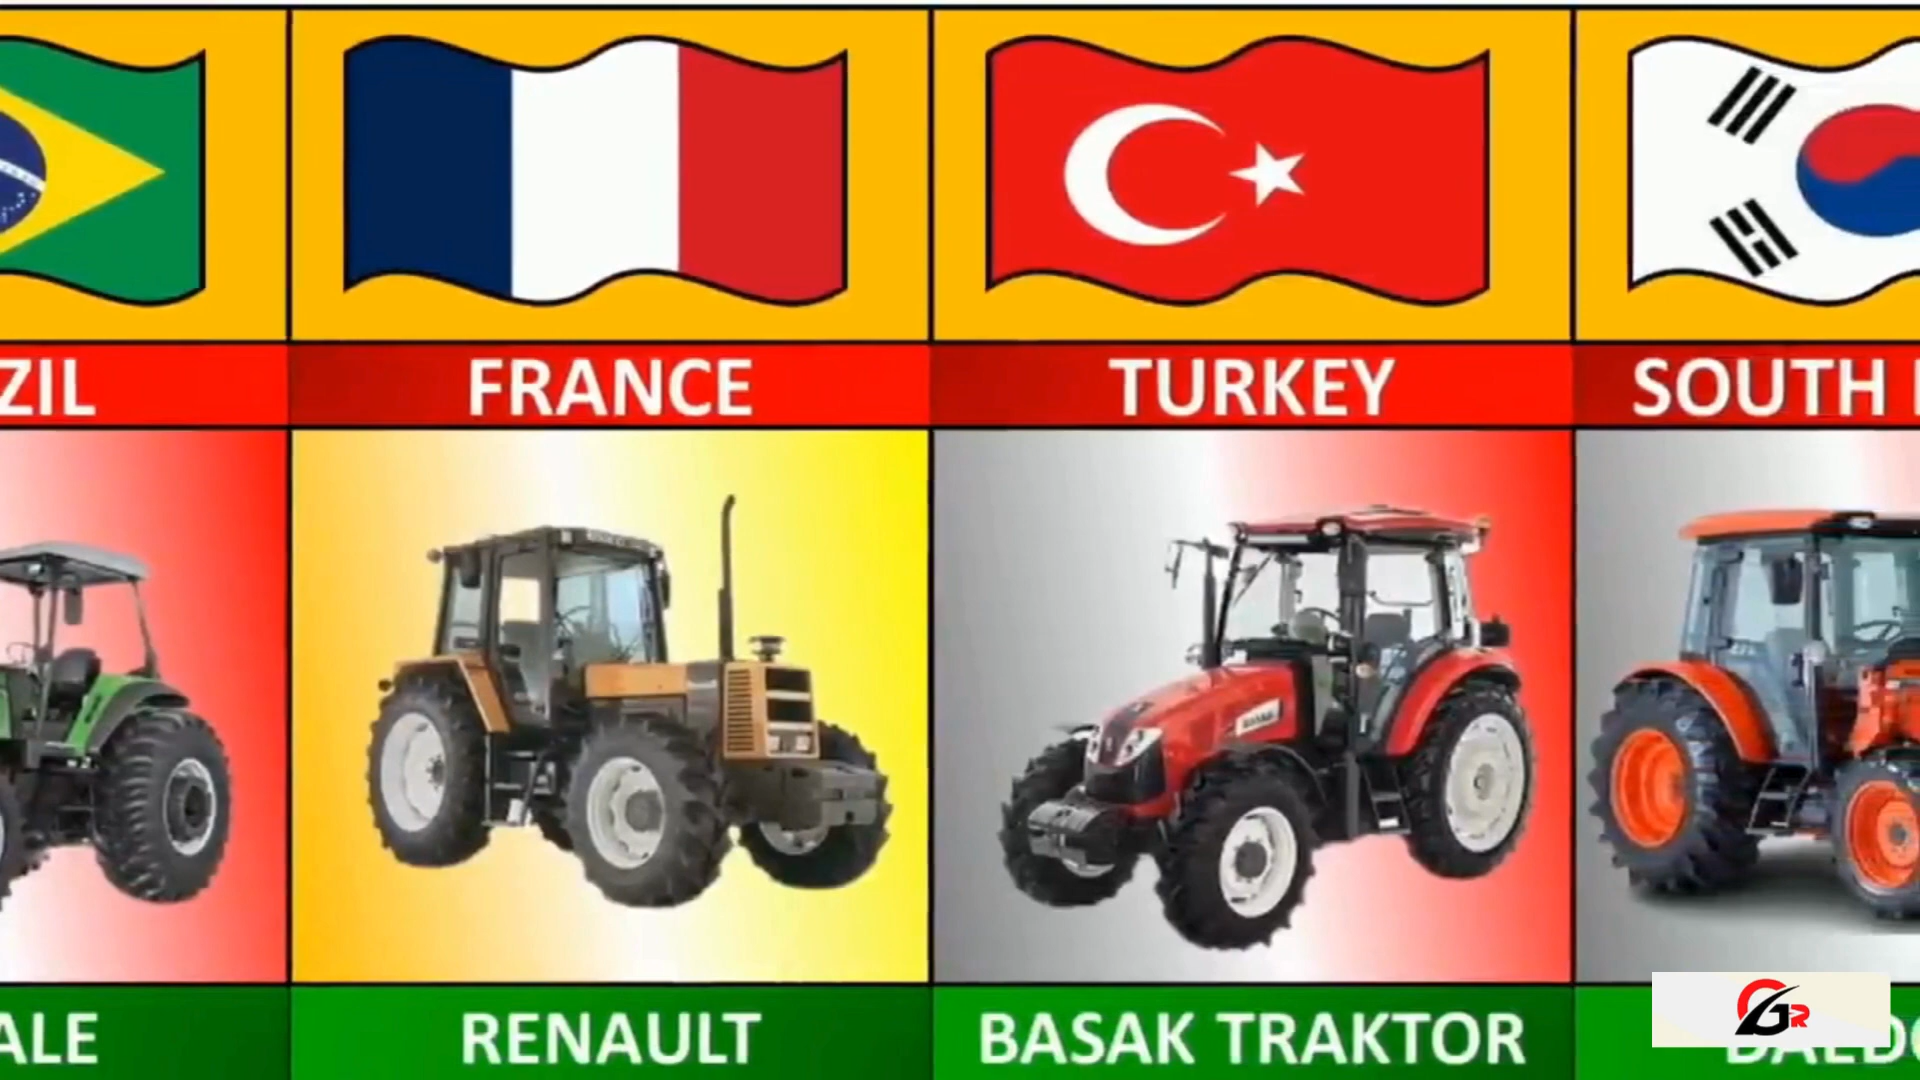 ZIL
FRANCE
TURKEY
SOUTH
ALE
RENAULT
BASAK TRAKTOR